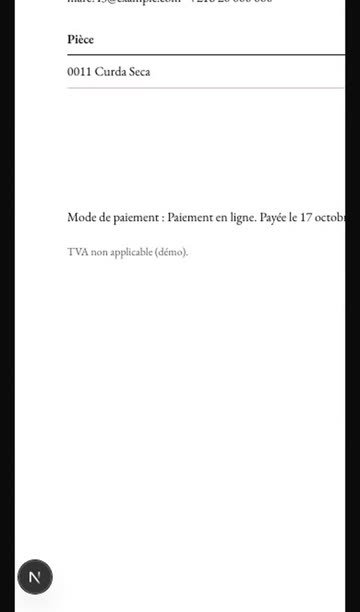 Pièce
0011 Curda Seca
Mode de paiement : Paiement en ligne. Payée le 17 octob
TVA non applicable (démo).
N